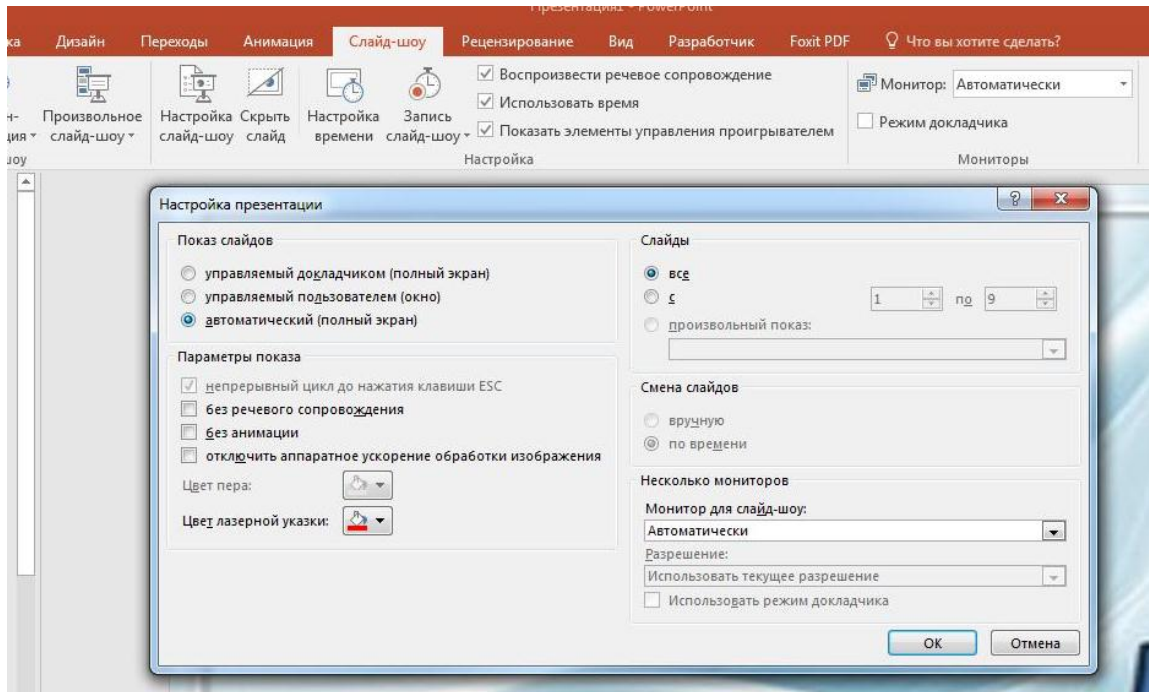 Презентация1 - PowerPoint
ка Дизайн Переходы Анимация Слайд-шоу Рецензирование Вид Разработчик Foxit PDF Что вы хотите сделать?
Произвольное слайд-шоу
Настройка слайд-шоу
Скрыть слайд
Настройка времени
Запись слайд-шоу
Воспроизвести речевое сопровождение
Использовать время
Показать элементы управления проигрывателем
Настройка
Монитор: Автоматически
Режим докладчика
Мониторы
Настройка презентации
Показ слайдов
управляемый докладчиком (полный экран)
управляемый пользователем (окно)
автоматический (полный экран)
Параметры показа
непрерывный цикл до нажатия клавиши ESC
без речевого сопровождения
без анимации
отключить аппаратное ускорение обработки изображения
Цвет пера:
Цвет лазерной указки:
Слайды
все
с 1 по 9
произвольный показ:
Смена слайдов
вручную
по времени
Несколько мониторов
Монитор для слайд-шоу:
Автоматически
Разрешение:
Использовать текущее разрешение
Использовать режим докладчика
ОК Отмена